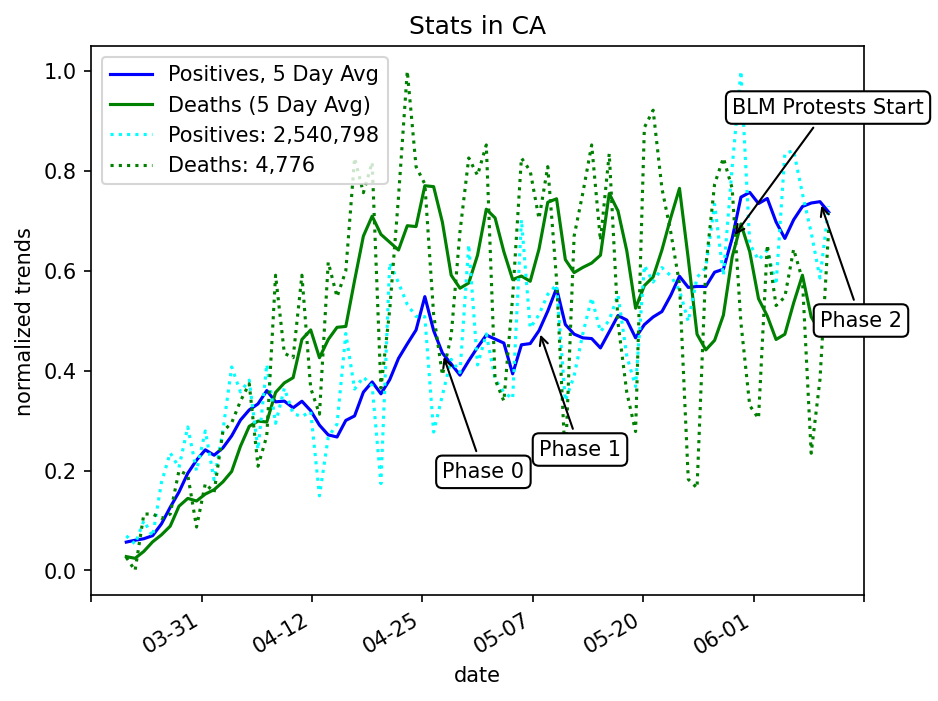 Stats in CA
normalized trends
1.0
0.8
0.6
0.4
0.2
0.0
Positives, 5 Day Avg
Deaths (5 Day Avg)
Positives: 2,540,798
Deaths: 4,776
BLM Protests Start
Phase 2
Phase 1
Phase 0
03-31
04-12
04-25
05-07
05-20
06-01
date